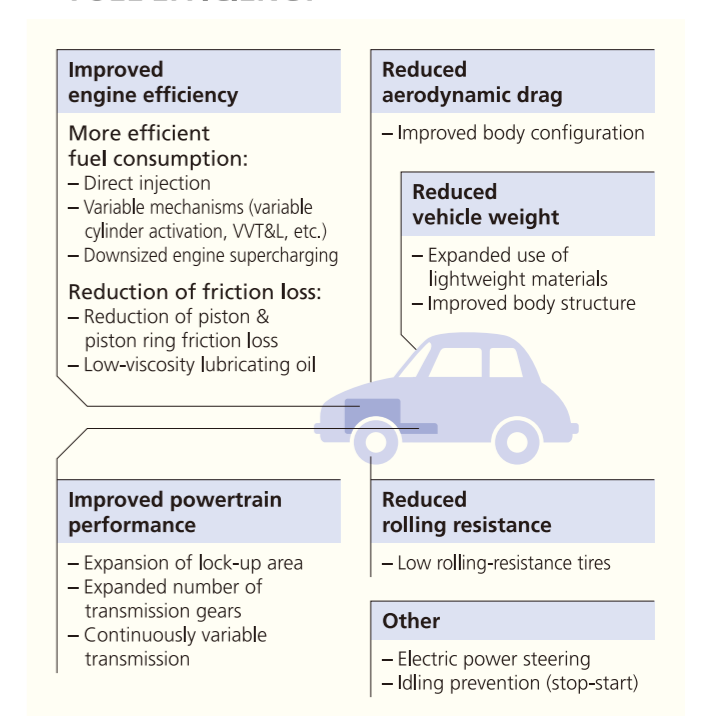 Improved
engine efficiency
More efficient
fuel consumption:
– Direct injection
– Variable mechanisms (variable
cylinder activation, VVT&L, etc.)
– Downsized engine supercharging
Reduction of friction loss:
– Reduction of piston &
piston ring friction loss
– Low-viscosity lubricating oil
Reduced
aerodynamic drag
– Improved body configuration
Reduced
vehicle weight
– Expanded use of
lightweight materials
– Improved body structure
Improved powertrain
performance
– Expansion of lock-up area
– Expanded number of
transmission gears
– Continuously variable
transmission
Reduced
rolling resistance
– Low rolling-resistance tires
Other
– Electric power steering
– Idling prevention (stop-start)